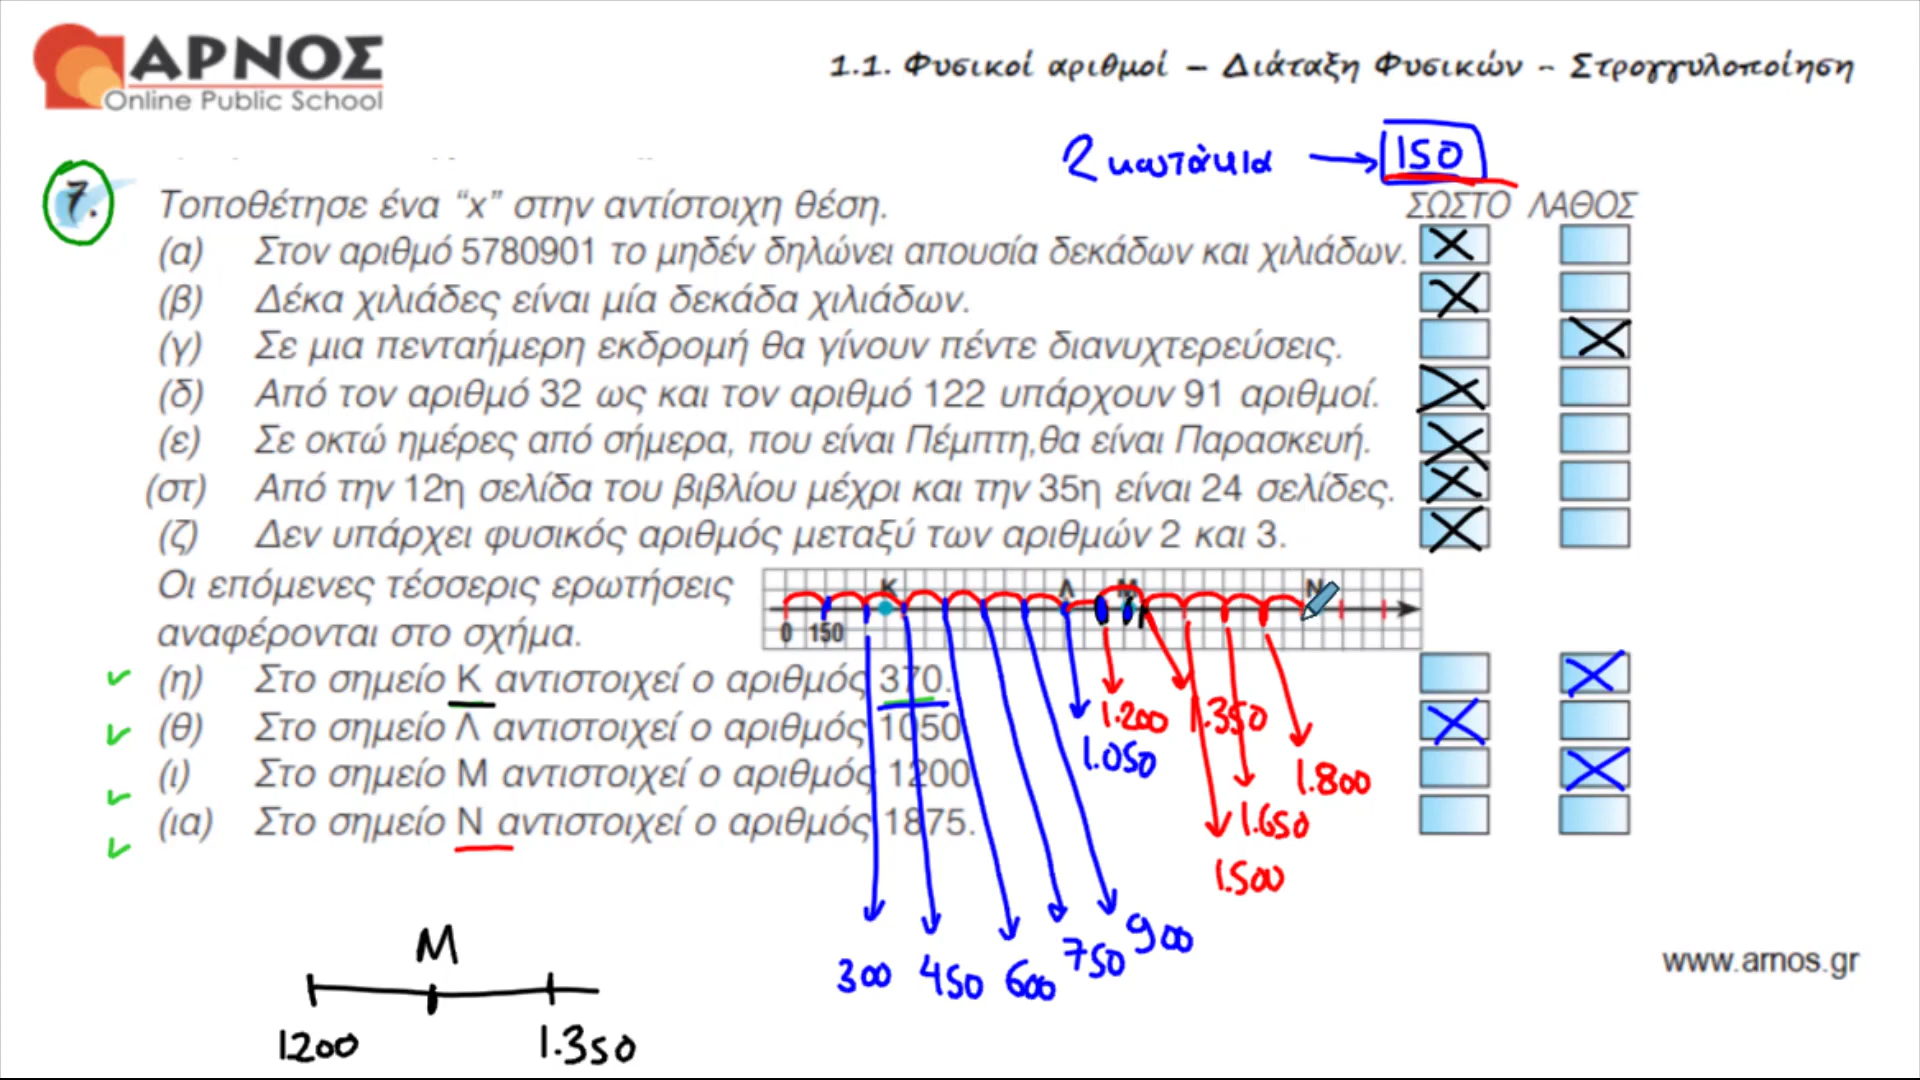 ΑΡΝΟΣ
Online Public School
1.1. Φυσικοί αριθμοί – Διάταξη Φυσικών - Στρογγυλοποίηση
2 κουτάκια → 150
7. Τοποθέτησε ένα “x” στην αντίστοιχη θέση. ΣΩΣΤΟ ΛΑΘΟΣ
(α) Στον αριθμό 5780901 το μηδέν δηλώνει απουσία δεκάδων και χιλιάδων.
(β) Δέκα χιλιάδες είναι μία δεκάδα χιλιάδων.
(γ) Σε μια πενταήμερη εκδρομή θα γίνουν πέντε διανυχτερεύσεις.
(δ) Από τον αριθμό 32 ως και τον αριθμό 122 υπάρχουν 91 αριθμοί.
(ε) Σε οκτώ ημέρες από σήμερα, που είναι Πέμπτη,θα είναι Παρασκευή.
(στ) Από την 12η σελίδα του βιβλίου μέχρι και την 35η είναι 24 σελίδες.
(ζ) Δεν υπάρχει φυσικός αριθμός μεταξύ των αριθμών 2 και 3.
Οι επόμενες τέσσερις ερωτήσεις
αναφέρονται στο σχήμα.
Κ Λ Μ Ν
0 150
(η) Στο σημείο Κ αντιστοιχεί ο αριθμός 370.
(θ) Στο σημείο Λ αντιστοιχεί ο αριθμός 1050
(ι) Στο σημείο Μ αντιστοιχεί ο αριθμός 1200
(ια) Στο σημείο Ν αντιστοιχεί ο αριθμός 1875.
1.200 1.350
1.050
1.800
1.650
1.500
300 450 600 750 900
Μ
1200 1.350
www.arnos.gr